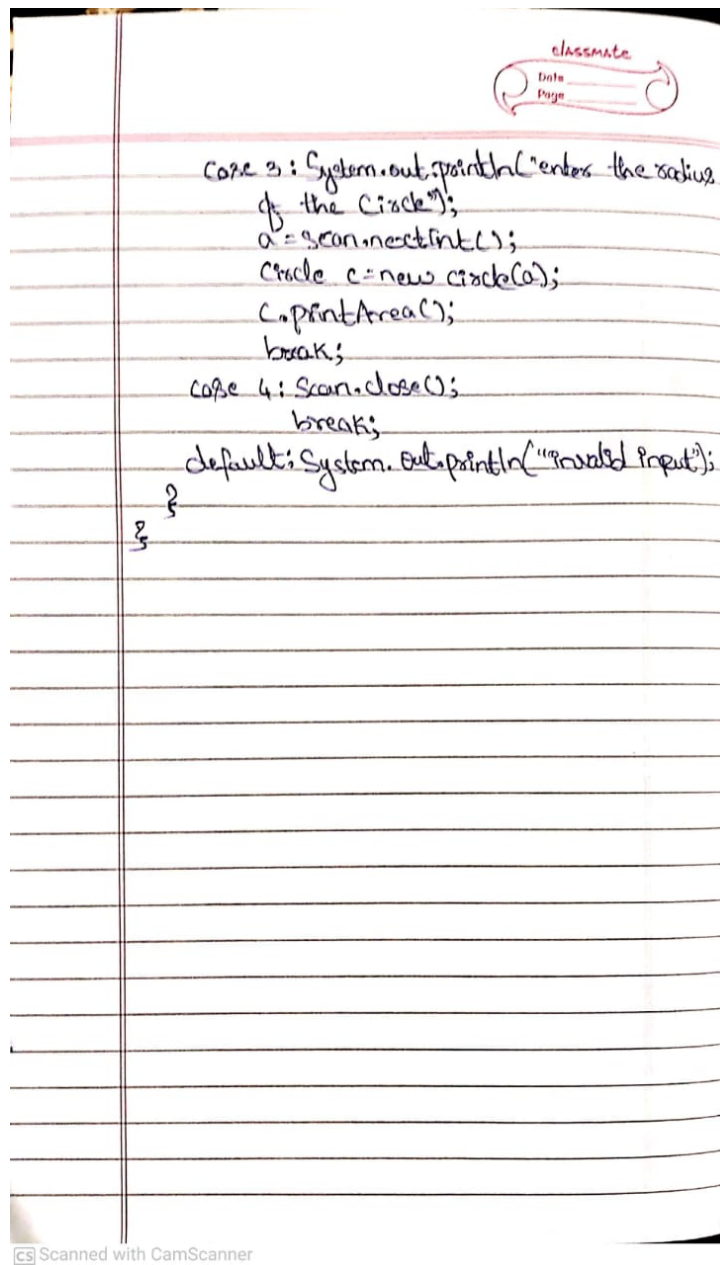 classmate
Date
Page
case 3 : System.out.println("enter the radius
of the Circle");
a = scan.nextInt();
Circle c = new circle(a);
c.printArea();
break;
case 4 : Scan.close();
break;
default: System.out.println("invalid input");
}
}
CS Scanned with CamScanner